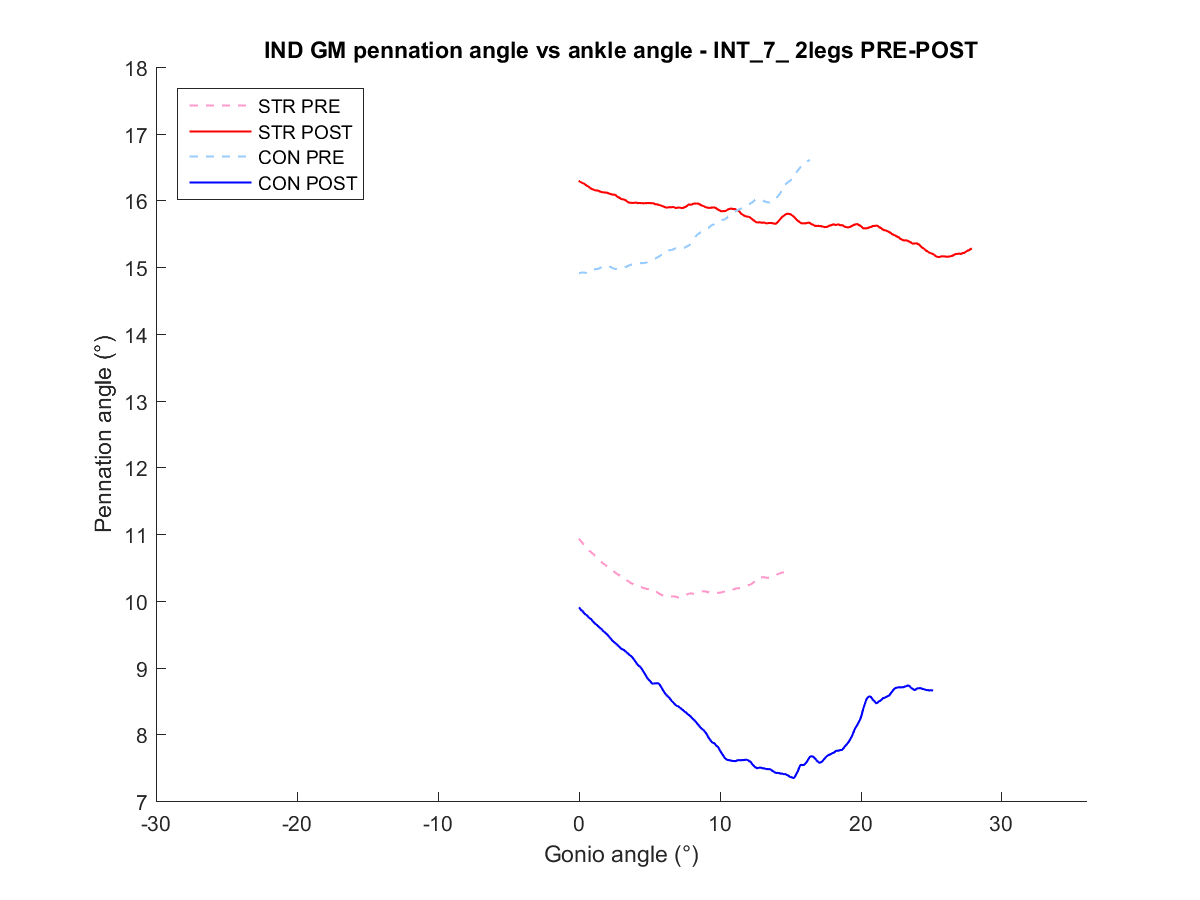 IND GM pennation angle vs ankle angle - INT_7_ 2legs PRE-POST
18
17
16
15
14
13
12
11
10
9
8
7
STR PRE
STR POST
CON PRE
CON POST
Pennation angle (°)
-30
-20
-10
0
10
20
30
Gonio angle (°)